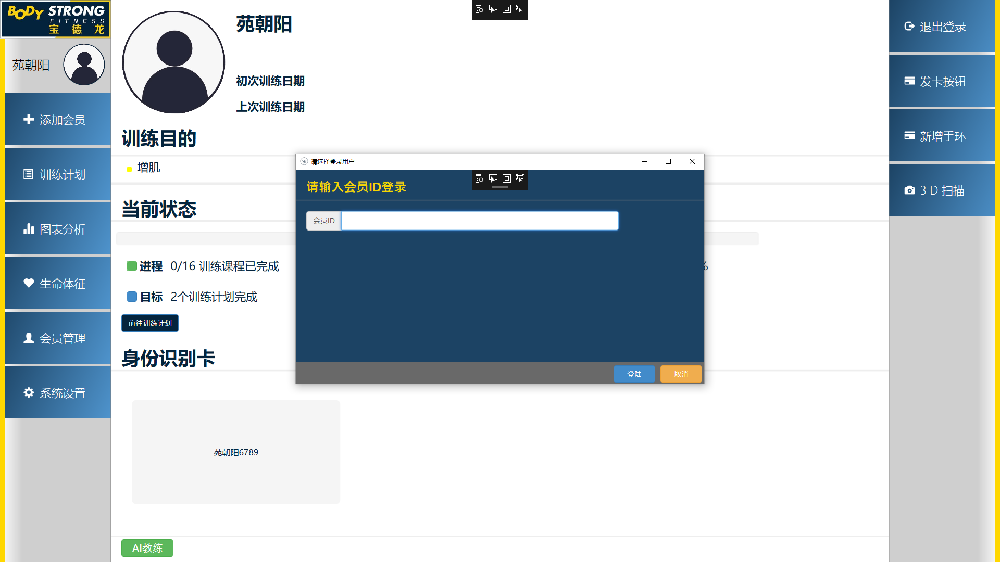 BODY STRONG
FITNESS
宝德龙
苑朝阳
添加会员
训练计划
图表分析
生命体征
会员管理
系统设置
苑朝阳
初次训练日期
上次训练日期
训练目的
增肌
当前状态
进程 0/16 训练课程已完成
%
目标 2个训练计划完成
前往训练计划
身份识别卡
苑朝阳6789
AI教练
请选择登录用户
请输入会员ID登录
会员ID
登陆
取消
退出登录
发卡按钮
新增手环
3 D 扫描